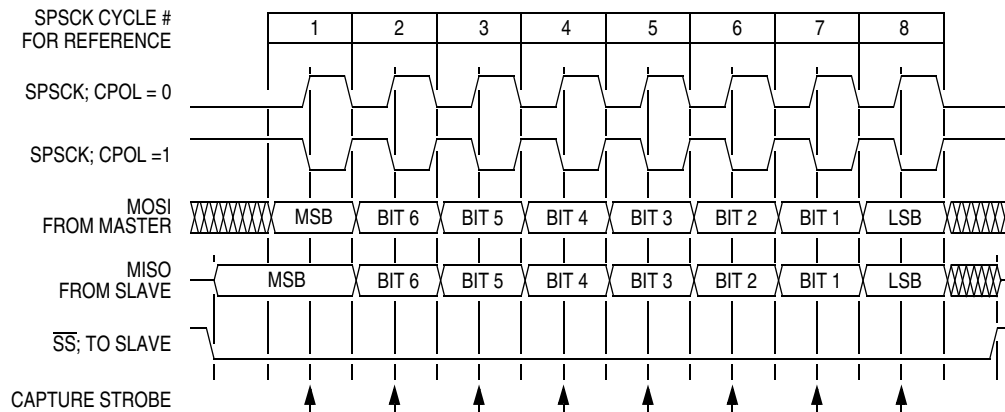 SPSCK CYCLE #
FOR REFERENCE
1 2 3 4 5 6 7 8
SPSCK; CPOL = 0
SPSCK; CPOL =1
MOSI
FROM MASTER
MSB BIT 6 BIT 5 BIT 4 BIT 3 BIT 2 BIT 1 LSB
MISO
FROM SLAVE
MSB BIT 6 BIT 5 BIT 4 BIT 3 BIT 2 BIT 1 LSB
SS; TO SLAVE
CAPTURE STROBE